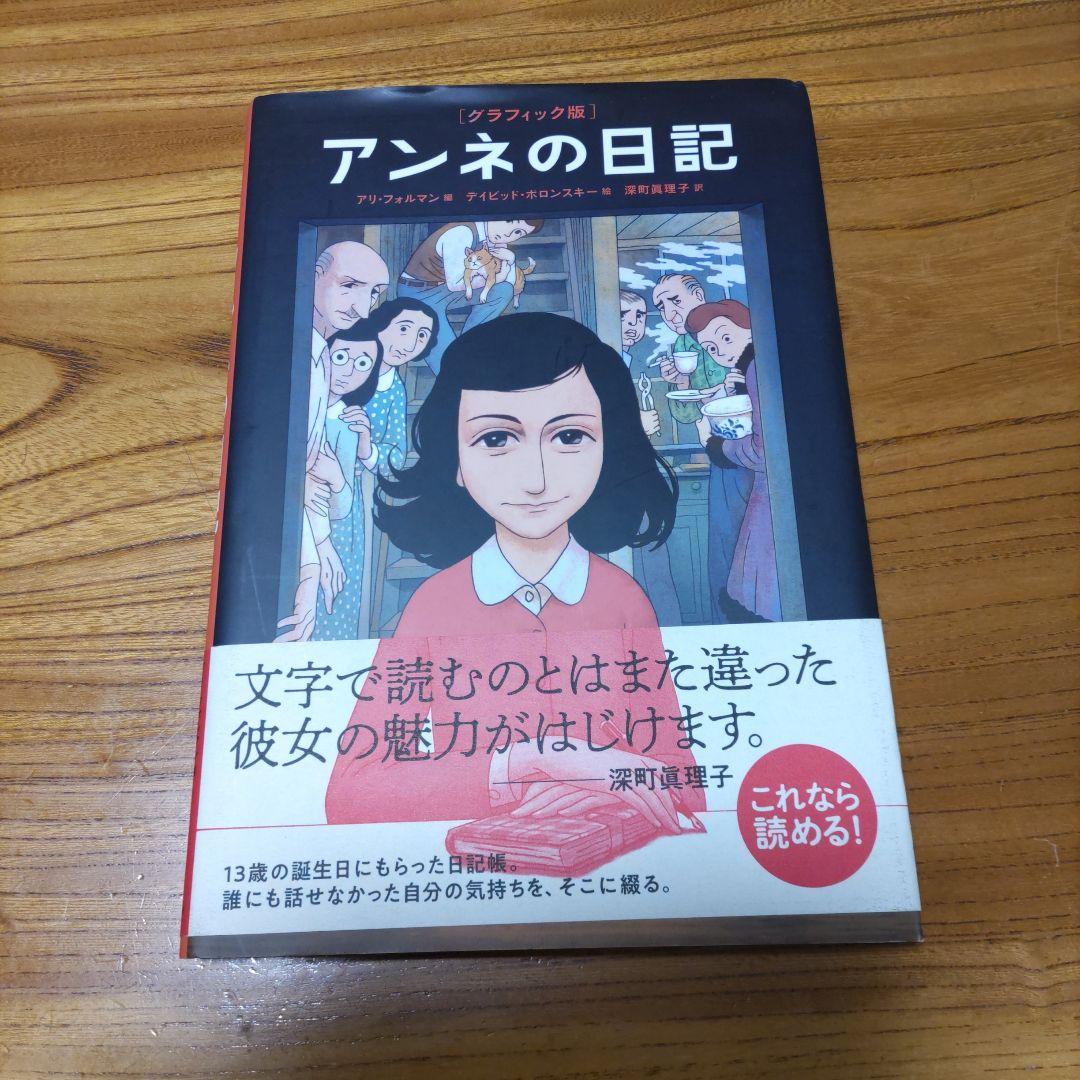 [グラフィック版]
アンネの日記
アリ・フォルマン 編 デイビッド・ポロンスキー 絵 深町眞理子 訳
文字で読むのとはまた違った
彼女の魅力がはじけます。
——深町眞理子
これなら
読める!
13歳の誕生日にもらった日記帳。
誰にも話せなかった自分の気持ちを、そこに綴る。